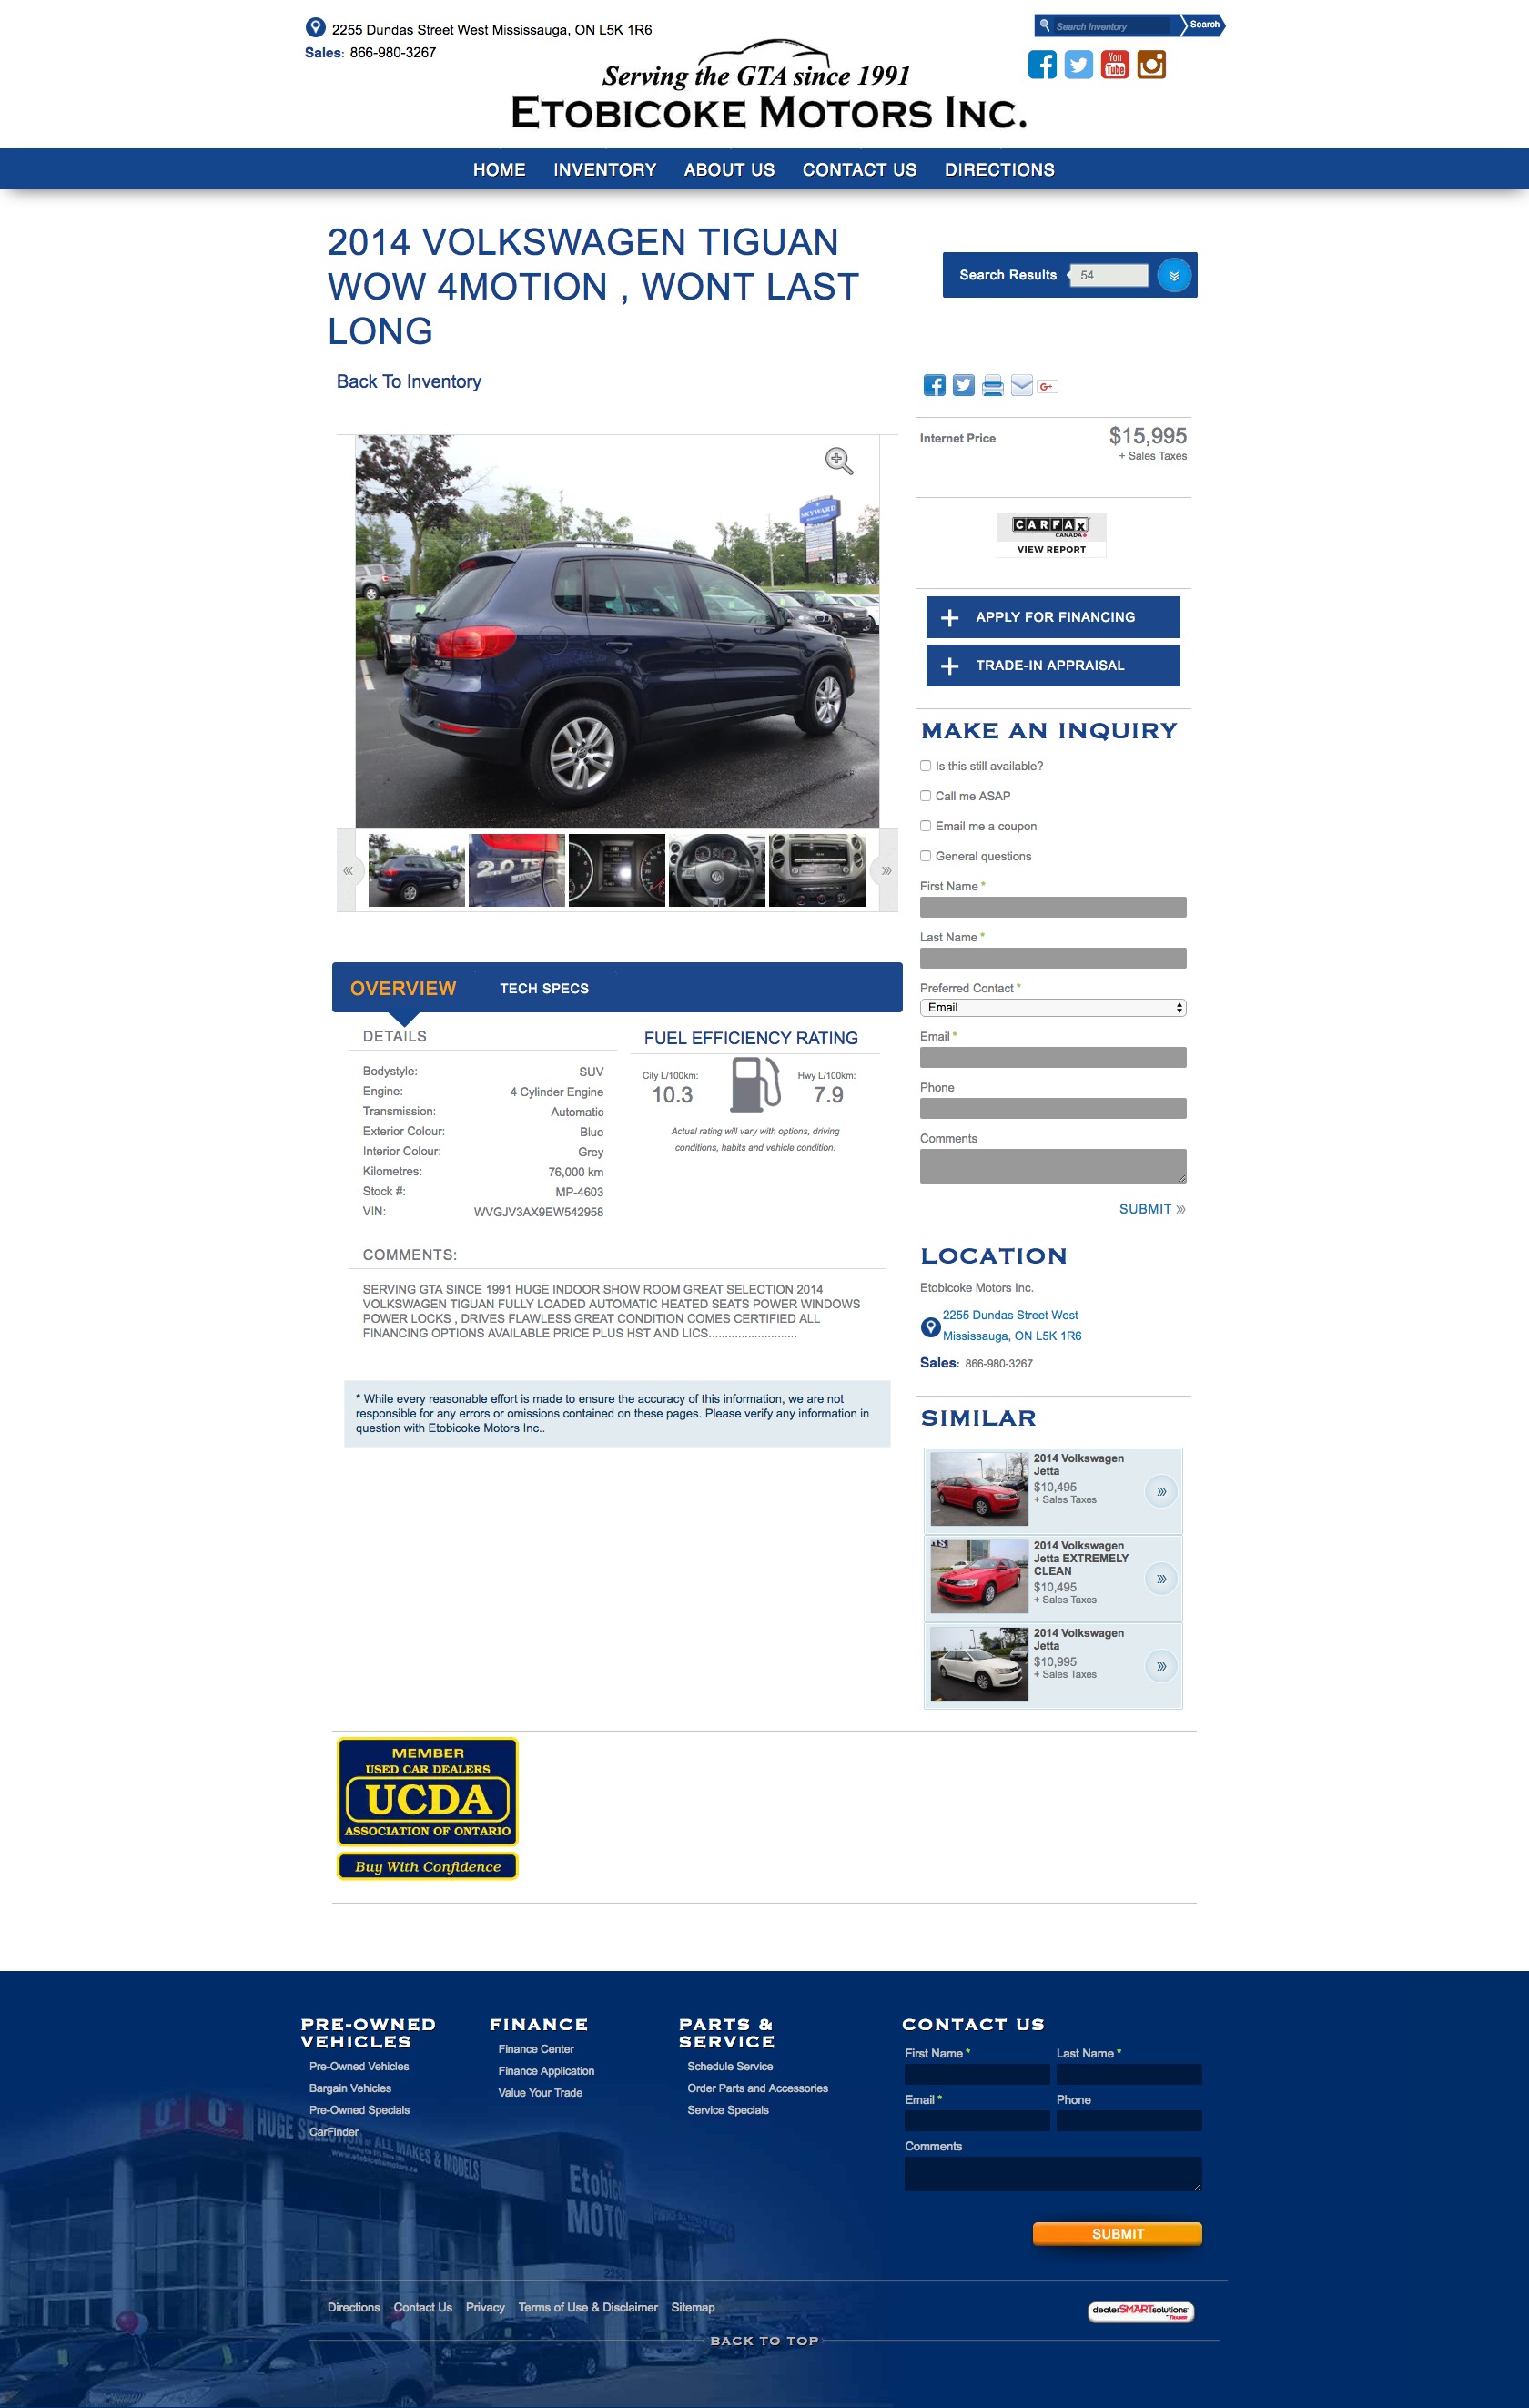 2255 Dundas Street West Mississauga, ON L5K 1R6
Sales: 866-980-3267
Search Inventory
Search
Serving the GTA since 1991
ETOBICOKE MOTORS INC.
HOME INVENTORY ABOUT US CONTACT US DIRECTIONS
2014 VOLKSWAGEN TIGUAN
WOW 4MOTION , WONT LAST
LONG
Search Results 54
Back To Inventory
Internet Price $15,995
+ Sales Taxes
SKYWARD
CARFAX
CANADA
VIEW REPORT
APPLY FOR FINANCING
TRADE-IN APPRAISAL
2.0 TSI
MAKE AN INQUIRY
Is this still available?
Call me ASAP
Email me a coupon
General questions
First Name *
Last Name *
Preferred Contact *
Email
Email *
Phone
Comments
SUBMIT
OVERVIEW TECH SPECS
DETAILS
Bodystyle: SUV
Engine: 4 Cylinder Engine
Transmission: Automatic
Exterior Colour: Blue
Interior Colour: Grey
Kilometres: 76,000 km
Stock #: MP-4603
VIN: WVGJV3AX9EW542958
FUEL EFFICIENCY RATING
City L/100km: Hwy L/100km:
10.3 7.9
Actual rating will vary with options, driving
conditions, habits and vehicle condition.
COMMENTS:
SERVING GTA SINCE 1991 HUGE INDOOR SHOW ROOM GREAT SELECTION 2014
VOLKSWAGEN TIGUAN FULLY LOADED AUTOMATIC HEATED SEATS POWER WINDOWS
POWER LOCKS , DRIVES FLAWLESS GREAT CONDITION COMES CERTIFIED ALL
FINANCING OPTIONS AVAILABLE PRICE PLUS HST AND LICS...........................
* While every reasonable effort is made to ensure the accuracy of this information, we are not
responsible for any errors or omissions contained on these pages. Please verify any information in
question with Etobicoke Motors Inc..
LOCATION
Etobicoke Motors Inc.
2255 Dundas Street West
Mississauga, ON L5K 1R6
Sales: 866-980-3267
SIMILAR
2014 Volkswagen
Jetta
$10,495
+ Sales Taxes
2014 Volkswagen
Jetta EXTREMELY
CLEAN
$10,495
+ Sales Taxes
2014 Volkswagen
Jetta
$10,995
+ Sales Taxes
MEMBER
USED CAR DEALERS
UCDA
ASSOCIATION OF ONTARIO
Buy With Confidence
PRE-OWNED
VEHICLES
Pre-Owned Vehicles
Bargain Vehicles
Pre-Owned Specials
CarFinder
FINANCE
Finance Center
Finance Application
Value Your Trade
PARTS &
SERVICE
Schedule Service
Order Parts and Accessories
Service Specials
CONTACT US
First Name * Last Name *
Email * Phone
Comments
SUBMIT
HUGE SELECTION OF ALL MAKES & MODELS
www.etobicokemotors.ca
Directions Contact Us Privacy Terms of Use & Disclaimer Sitemap
dealerSMARTsolutions
BACK TO TOP